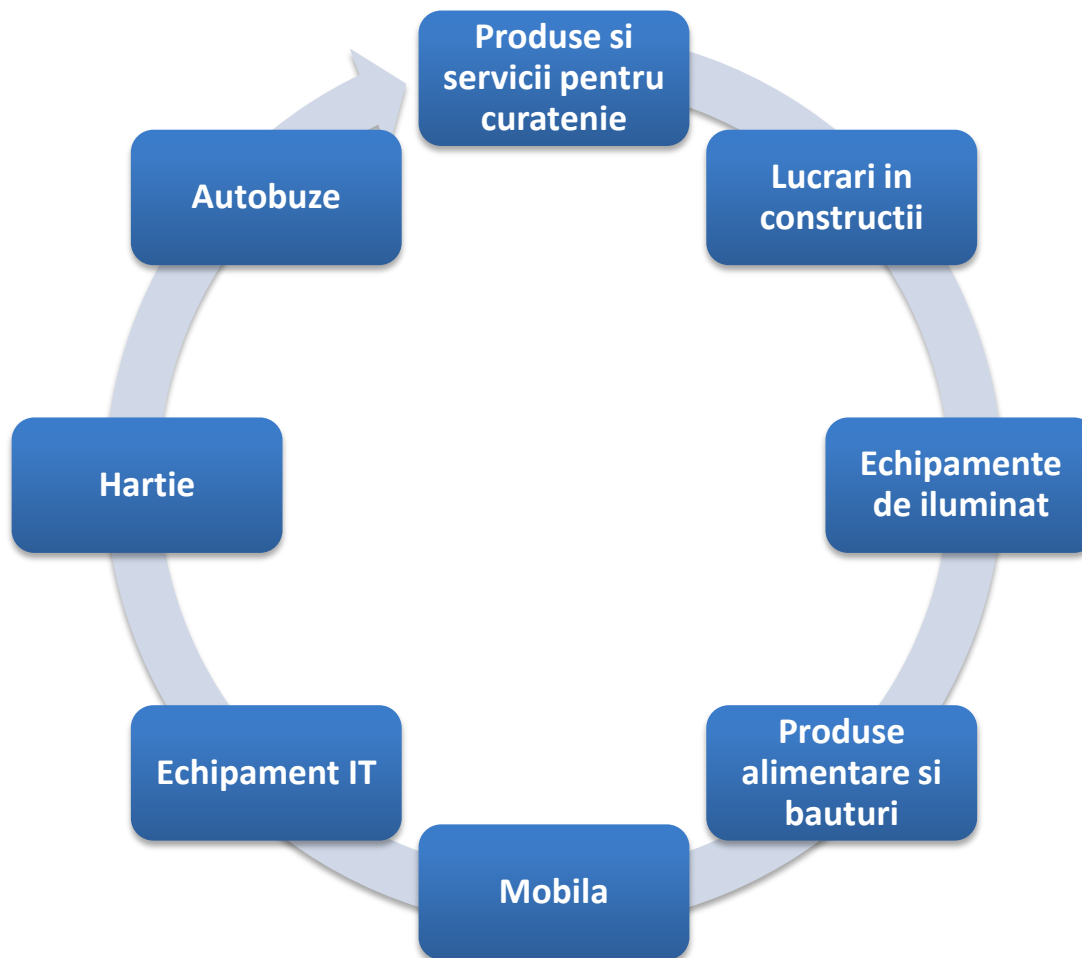 Produse si
servicii pentru
curatenie
Lucrari in
constructii
Echipamente
de iluminat
Produse
alimentare si
bauturi
Mobila
Echipament IT
Hartie
Autobuze